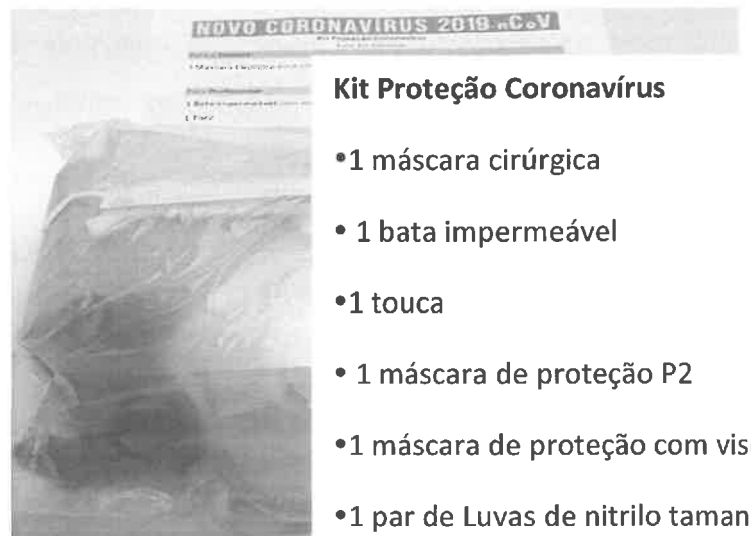 NOVO CORONAVÍRUS 2019 nCoV
Kit Proteção Coronavírus
•1 máscara cirúrgica
• 1 bata impermeável
•1 touca
• 1 máscara de proteção P2
•1 máscara de proteção com vis
•1 par de Luvas de nitrilo taman